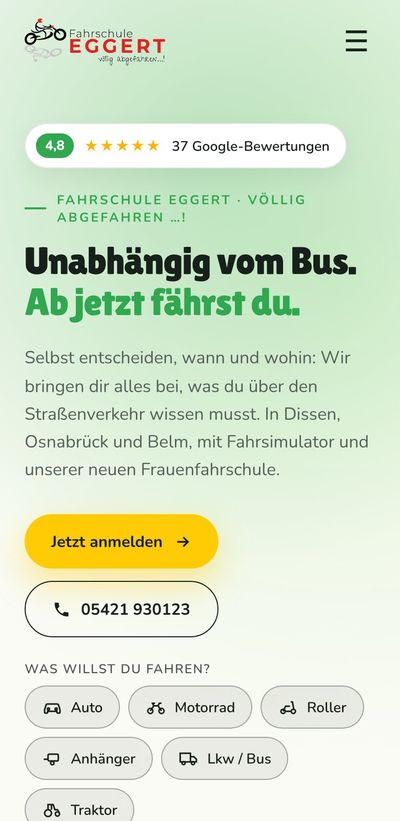 Fahrschule
EGGERT
völlig abgefahren...!
4,8 ★★★★★ 37 Google-Bewertungen
FAHRSCHULE EGGERT · VÖLLIG
ABGEFAHREN …!
Unabhängig vom Bus.
Ab jetzt fährst du.
Selbst entscheiden, wann und wohin: Wir
bringen dir alles bei, was du über den
Straßenverkehr wissen musst. In Dissen,
Osnabrück und Belm, mit Fahrsimulator und
unserer neuen Frauenfahrschule.
Jetzt anmelden →
05421 930123
WAS WILLST DU FAHREN?
Auto Motorrad Roller
Anhänger Lkw / Bus
Traktor